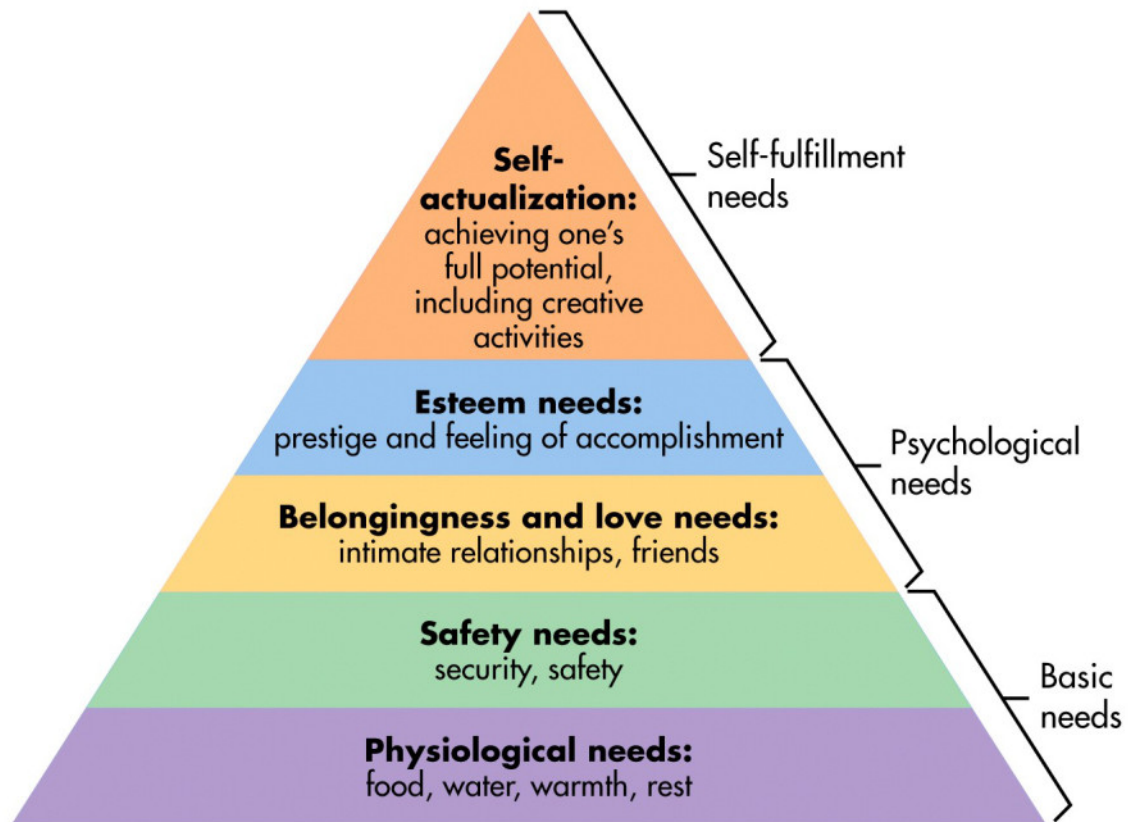 Self-
actualization:
achieving one's
full potential,
including creative
activities
Self-fulfillment
needs
Esteem needs:
prestige and feeling of accomplishment
Psychological
needs
Belongingness and love needs:
intimate relationships, friends
Safety needs:
security, safety
Basic
needs
Physiological needs:
food, water, warmth, rest